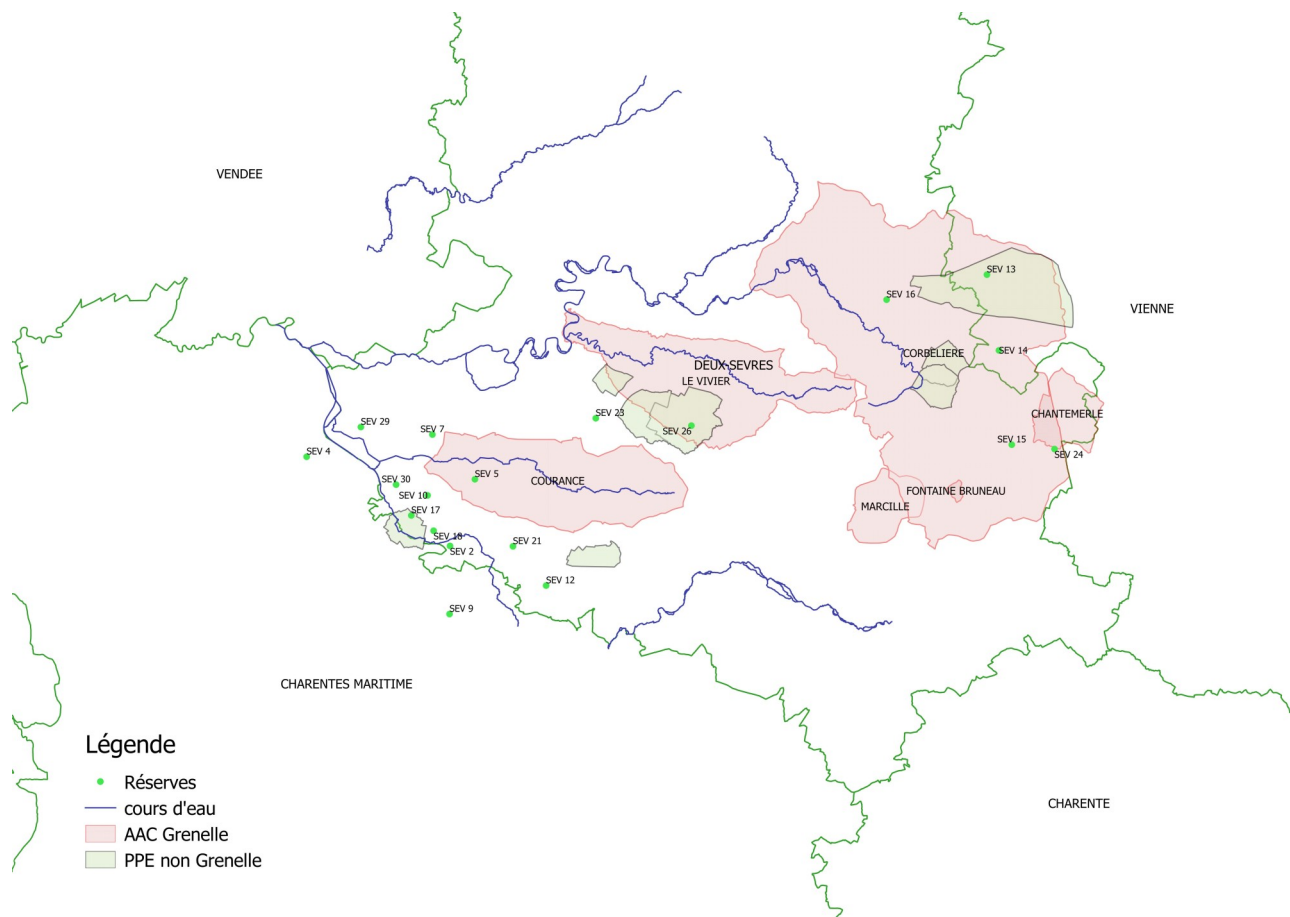 VENDEE
SEV 13
SEV 16
VIENNE
SEV 14
CORBELIERE
DEUX-SEVRES
LE VIVIER
CHANTEMERLE
SEV 23
SEV 29
SEV 7
SEV 26
SEV 15
SEV 24
SEV 4
SEV 5
COURANCE
SEV 30
FONTAINE BRUNEAU
SEV 10
MARCILLE
SEV 17
SEV 18
SEV 2
SEV 21
SEV 12
SEV 9
CHARENTES MARITIME
Légende
Réserves
cours d'eau
AAC Grenelle
PPE non Grenelle
CHARENTE